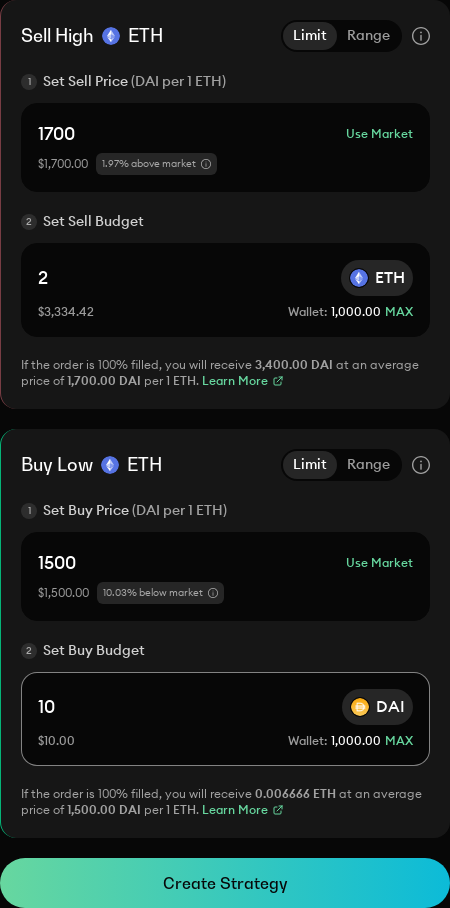 Sell High ETH Limit Range
1 Set Sell Price (DAI per 1 ETH)
1700 Use Market
$1,700.00 1.97% above market
2 Set Sell Budget
2 ETH
$3,334.42 Wallet: 1,000.00 MAX
If the order is 100% filled, you will receive 3,400.00 DAI at an average
price of 1,700.00 DAI per 1 ETH. Learn More
Buy Low ETH Limit Range
1 Set Buy Price (DAI per 1 ETH)
1500 Use Market
$1,500.00 10.03% below market
2 Set Buy Budget
10 DAI
$10.00 Wallet: 1,000.00 MAX
If the order is 100% filled, you will receive 0.006666 ETH at an average
price of 1,500.00 DAI per 1 ETH. Learn More
Create Strategy